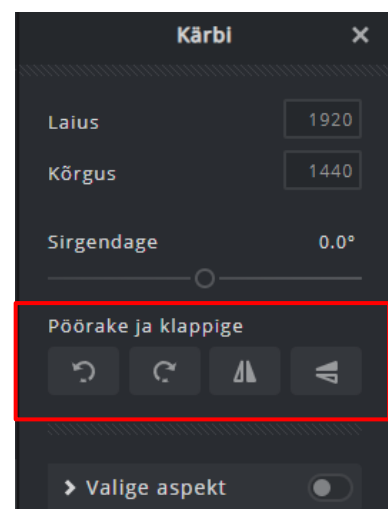 Kärbi
Laius 1920
Kõrgus 1440
Sirgendage 0.0°
Pöörake ja klappige
Valige aspekt